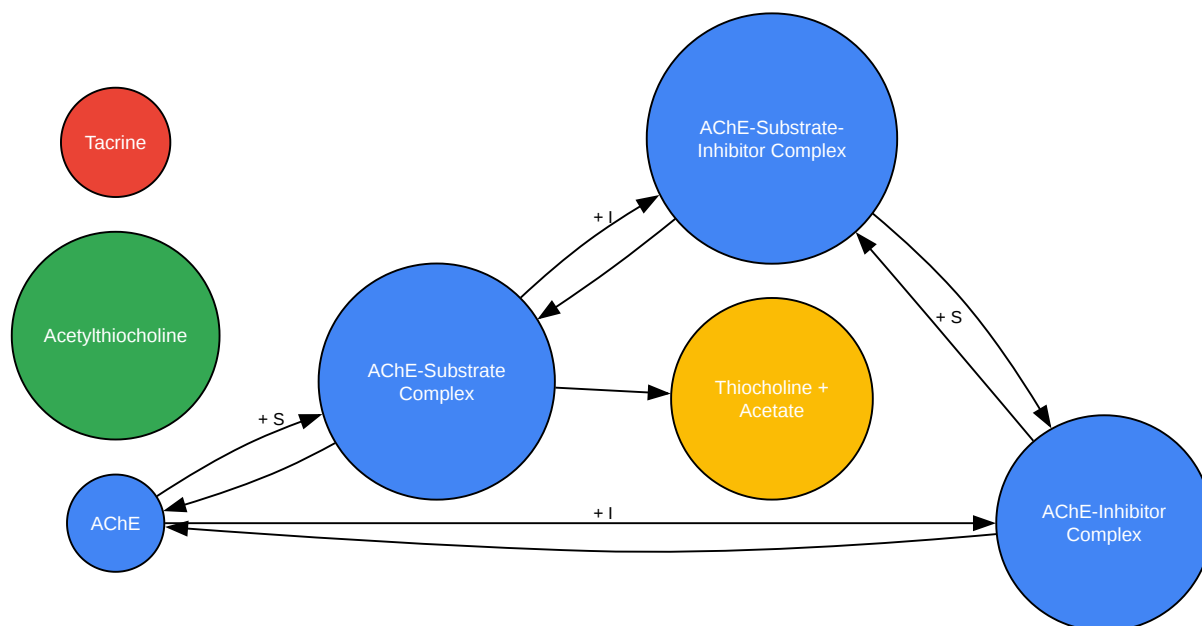 Tacrine
AChE-Substrate-
Inhibitor Complex
+ I
Acetylthiocholine
+ S
AChE-Substrate
Complex
Thiocholine +
Acetate
+ S
AChE
+ I
AChE-Inhibitor
Complex